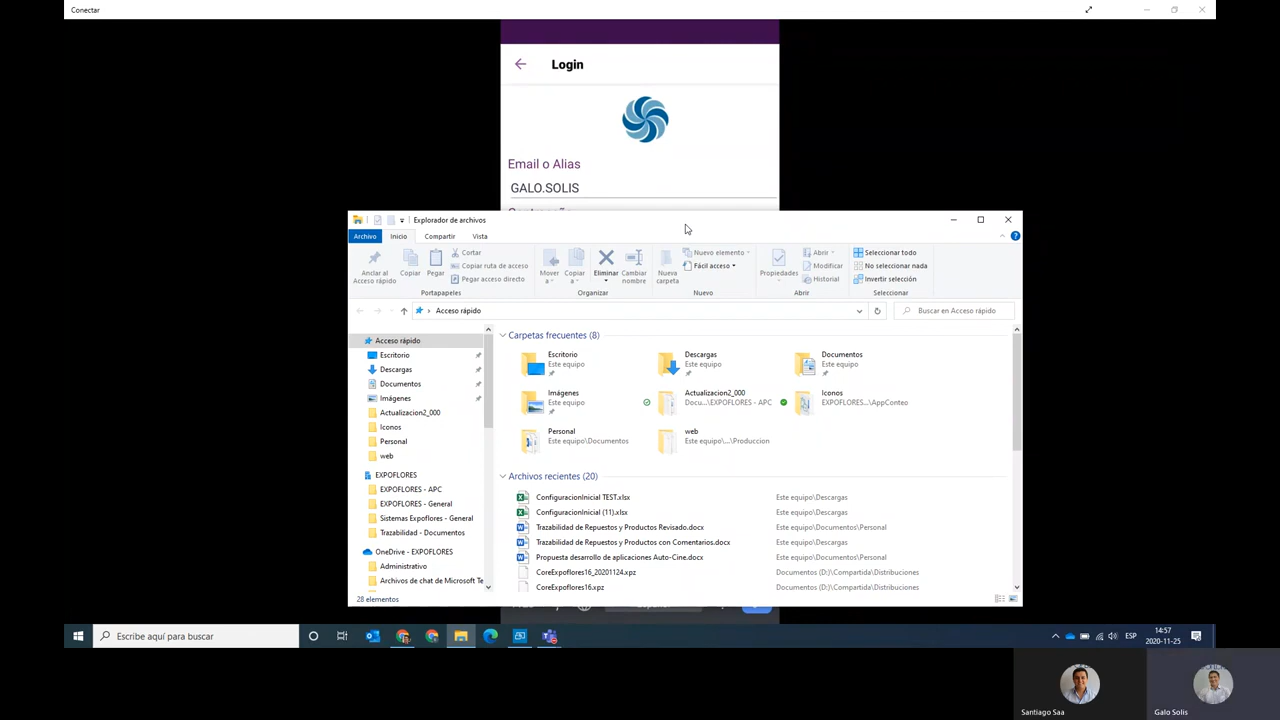 Conectar
Login
Email o Alias
GALO.SOLIS
Explorador de archivos
Archivo Inicio Compartir Vista
Anclar al Acceso rápido
Copiar
Pegar
Cortar
Copiar ruta de acceso
Pegar acceso directo
Portapapeles
Mover a
Copiar a
Eliminar
Cambiar nombre
Organizar
Nueva carpeta
Nuevo elemento
Fácil acceso
Nuevo
Propiedades
Abrir
Modificar
Historial
Abrir
Seleccionar todo
No seleccionar nada
Invertir selección
Seleccionar
Acceso rápido
Buscar en Acceso rápido
Acceso rápido
Escritorio
Descargas
Documentos
Imágenes
Actualizacion2_000
Iconos
Personal
web
EXPOFLORES
EXPOFLORES - APC
EXPOFLORES - General
Sistemas Expoflores - General
Trazabilidad - Documentos
OneDrive - EXPOFLORES
Administrativo
Archivos de chat de Microsoft Te
Carpetas frecuentes (8)
Escritorio
Este equipo
Descargas
Este equipo
Documentos
Este equipo
Imágenes
Este equipo
Actualizacion2_000
Docu...\EXPOFLORES - APC
Iconos
EXPOFLORES...\AppConteo
Personal
Este equipo\Documentos
web
Este equipo\...\Produccion
Archivos recientes (20)
ConfiguracionInicial TEST.xlsx Este equipo\Descargas
ConfiguracionInicial (11).xlsx Este equipo\Descargas
Trazabilidad de Repuestos y Productos Revisado.docx Este equipo\Documentos\Personal
Trazabilidad de Repuestos y Productos con Comentarios.docx Este equipo\Descargas
Propuesta desarrollo de aplicaciones Auto-Cine.docx Este equipo\Documentos\Personal
CoreExpoflores16_20201124.xpz Documentos (D:)\Compartida\Distribuciones
CoreExpoflores16.xpz Documentos (D:)\Compartida\Distribuciones
28 elementos
Escribe aquí para buscar
ESP
14:57
2020-11-25
Santiago Saa
Galo Solis